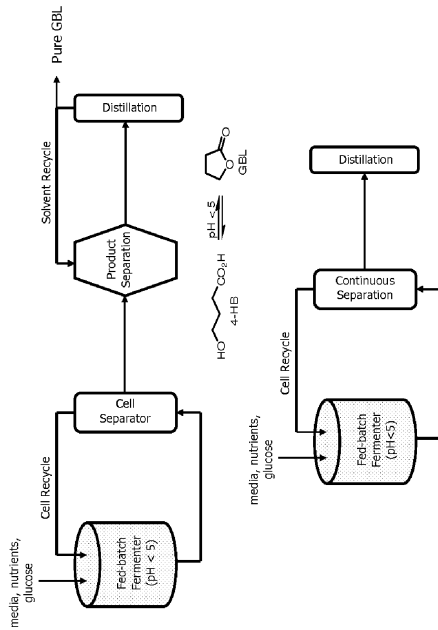 media, nutrients,
glucose
Cell Recycle
Fed-batch
Fermenter
(pH < 5)
Cell
Separator
Product
Separation
Solvent Recycle
Distillation
Pure GBL
HO
CO₂H
4-HB
pH < 5
O
O
GBL
media, nutrients,
glucose
Cell Recycle
Fed-batch
Fermenter
(pH<5)
Continuous
Separation
Distillation